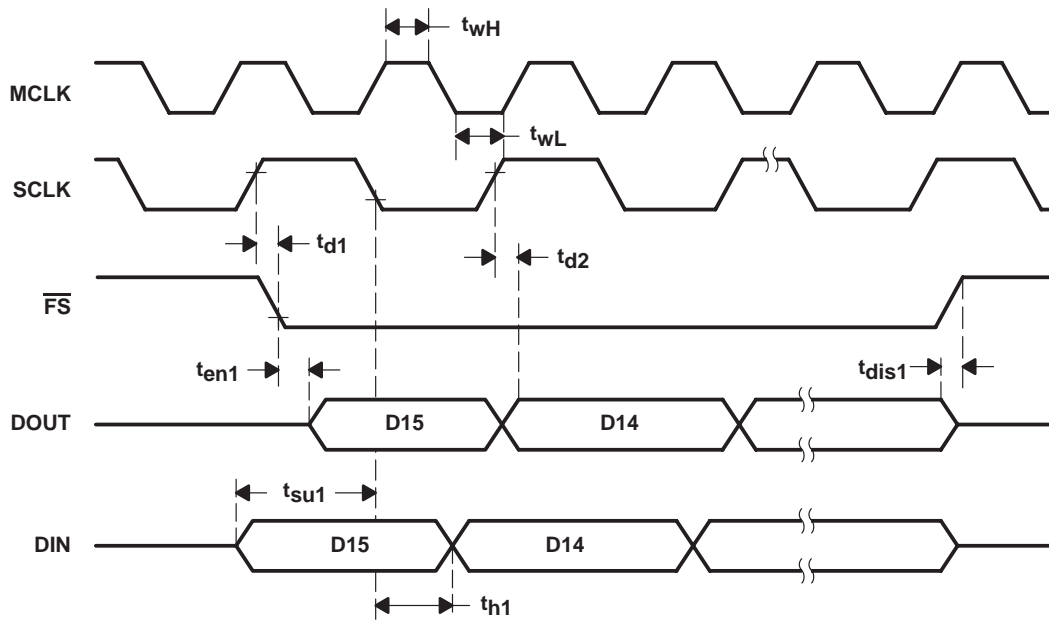 twH
MCLK
twL
SCLK
td1
td2
FS
ten1
tdis1
DOUT
D15
D14
tsu1
DIN
D15
D14
th1